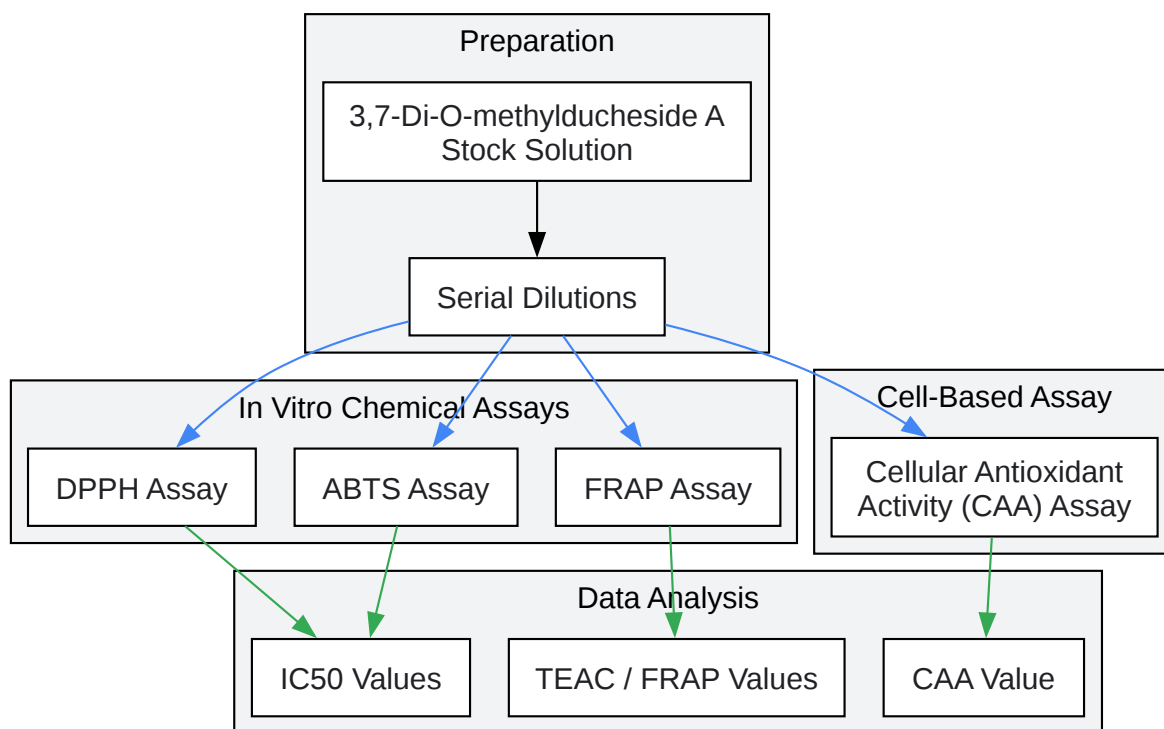 Preparation
3,7-Di-O-methylducheside A
Stock Solution
Serial Dilutions
In Vitro Chemical Assays
DPPH Assay
ABTS Assay
FRAP Assay
Cell-Based Assay
Cellular Antioxidant
Activity (CAA) Assay
Data Analysis
IC50 Values
TEAC / FRAP Values
CAA Value